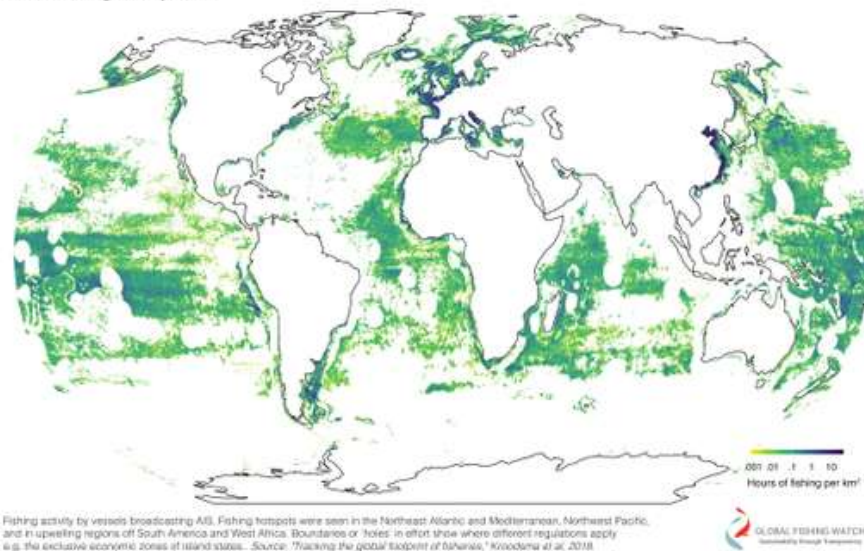 .001 .01 .1 1 10
Hours of fishing per km²
Fishing activity by vessels broadcasting AIS. Fishing hotspots were seen in the Northeast Atlantic and Mediterranean, Northwest Pacific,
and in upwelling regions off South America and West Africa. Boundaries or 'holes' in effort show where different regulations apply
e.g. the exclusive economic zones of island states. Source: "Tracking the global footprint of fisheries," Kroodsma et al, 2018.
GLOBAL FISHING WATCH
Sustainability through Transparency